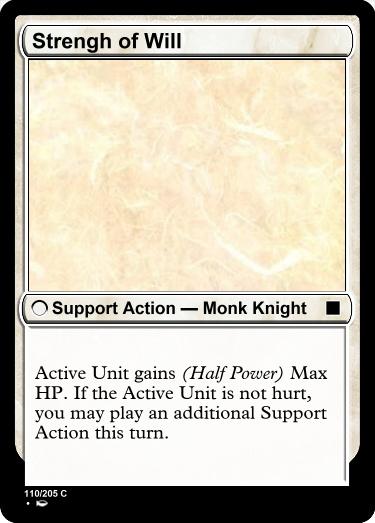 Strengh of Will
Support Action — Monk Knight
Active Unit gains (Half Power) Max
HP. If the Active Unit is not hurt,
you may play an additional Support
Action this turn.
110/205 C